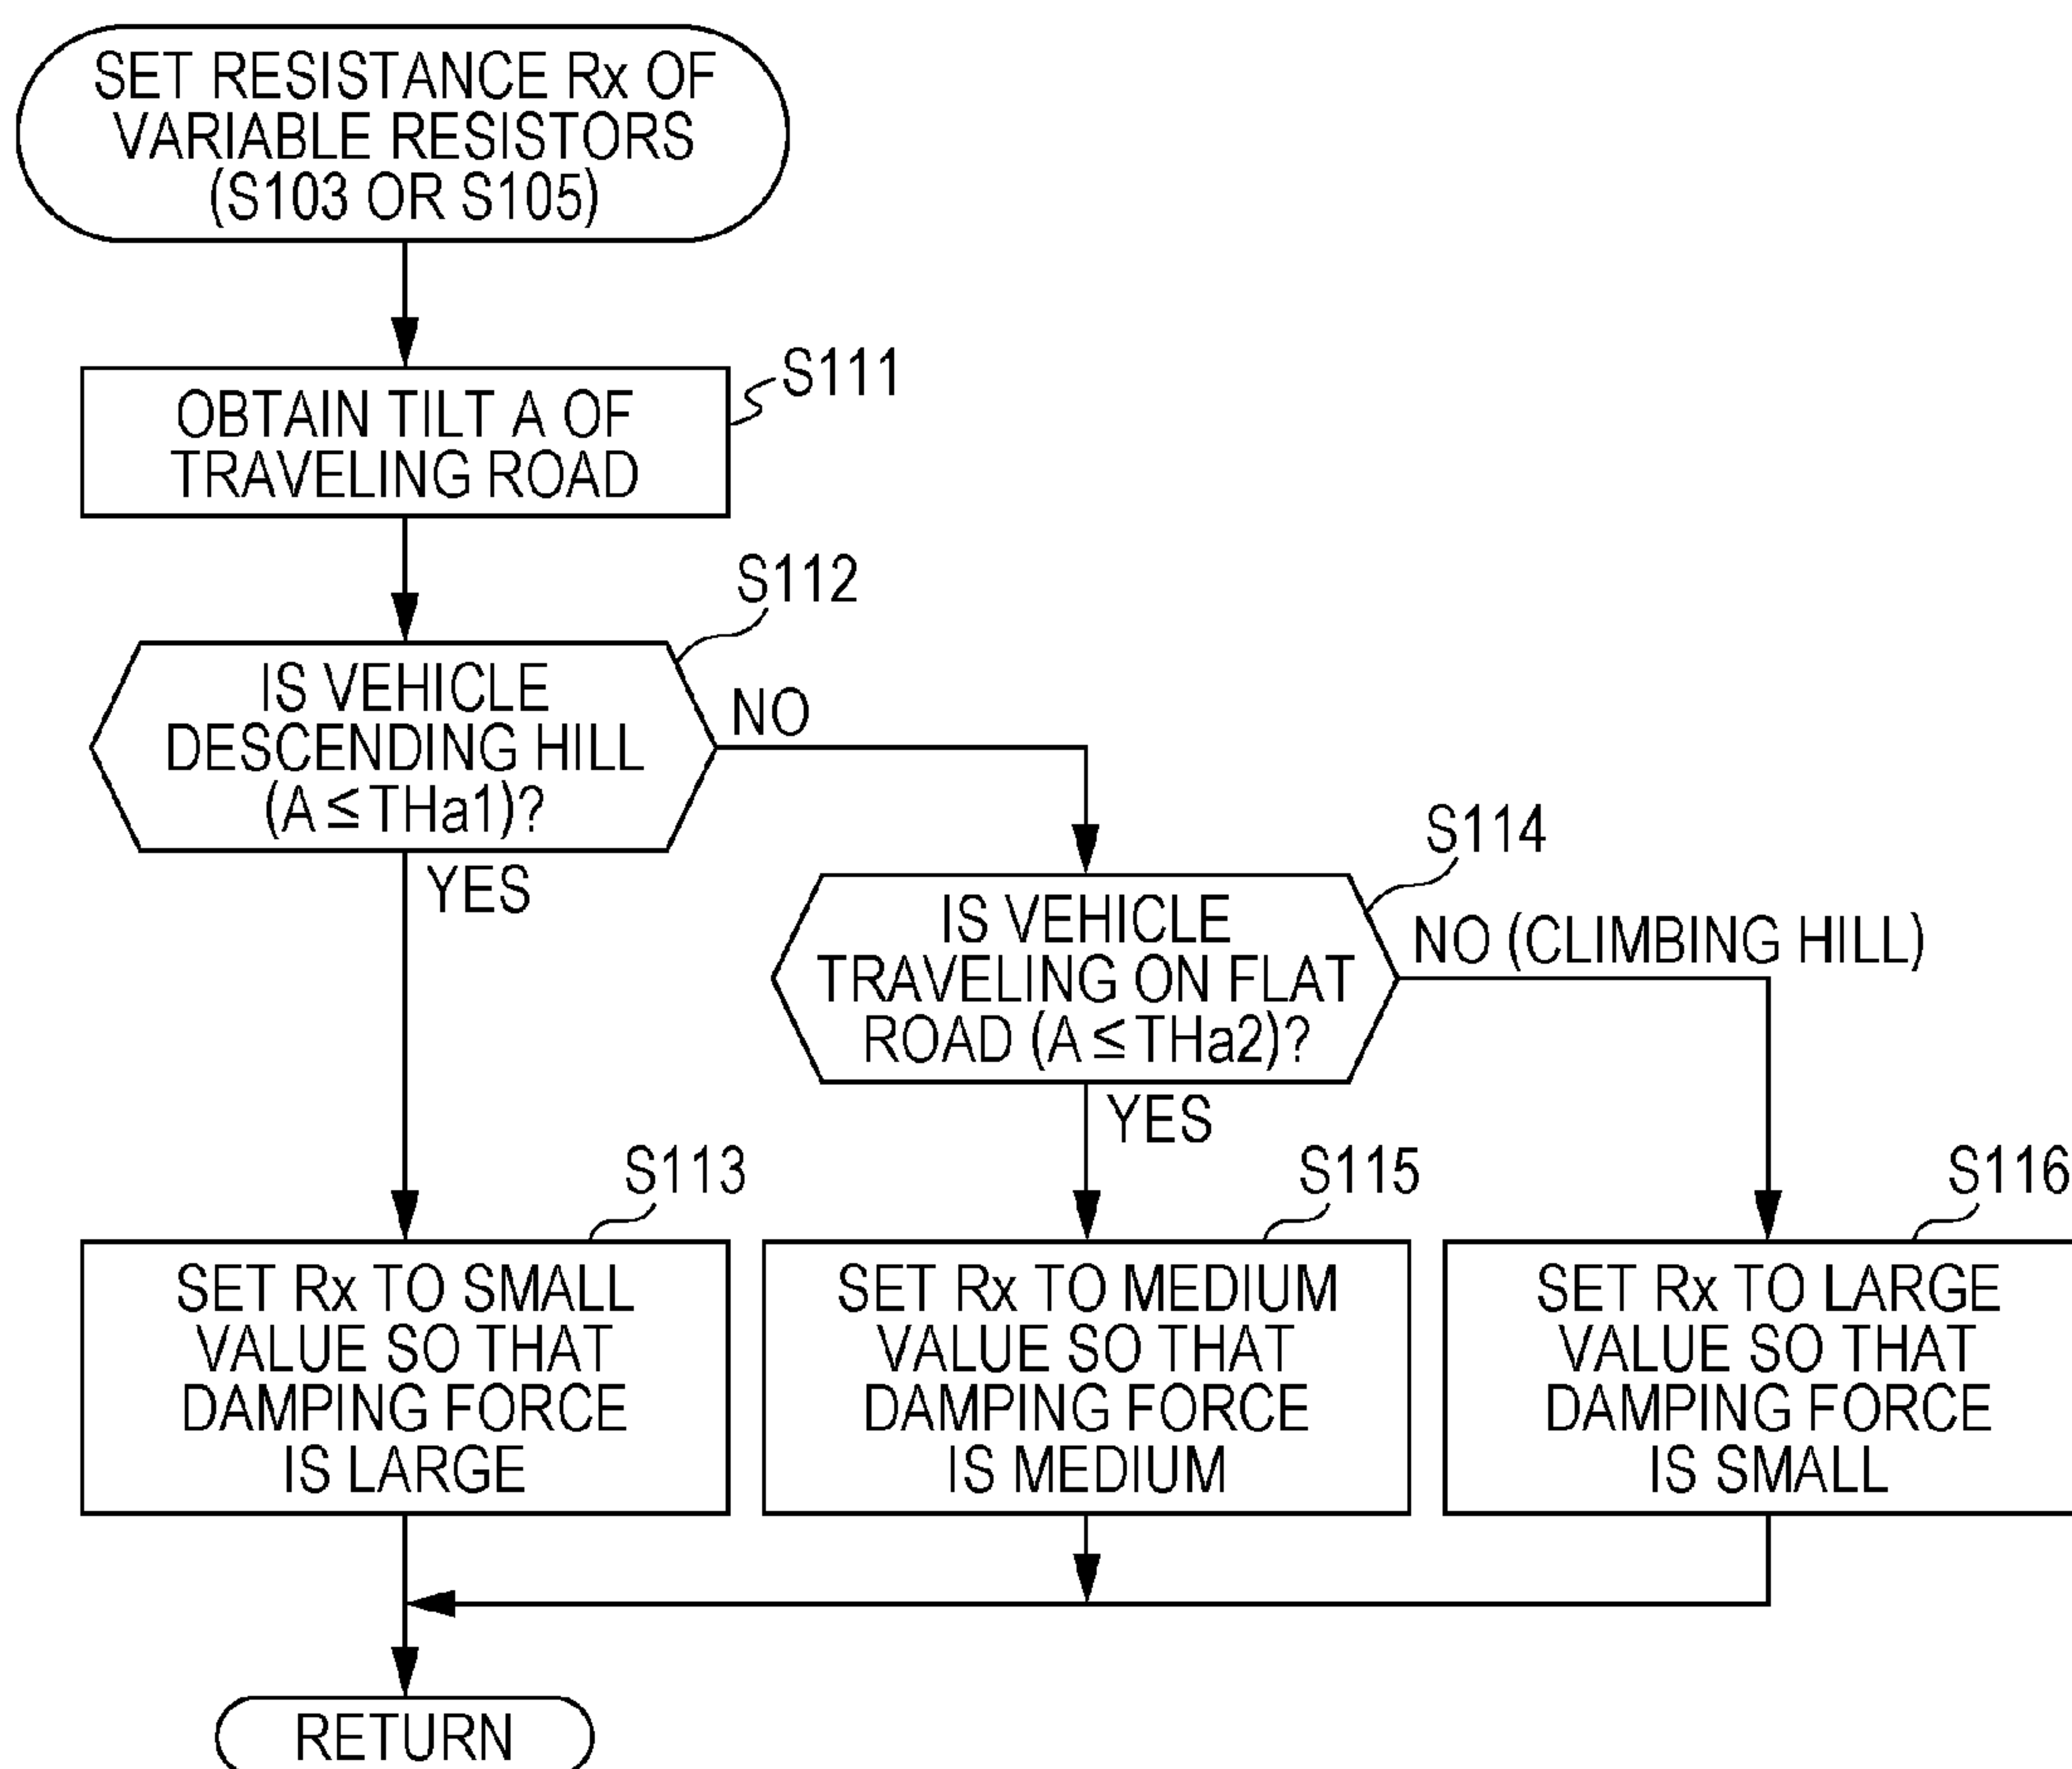 SET RESISTANCE Rx OF
VARIABLE RESISTORS
(S103 OR S105)
S111
OBTAIN TILT A OF
TRAVELING ROAD
S112
IS VEHICLE
DESCENDING HILL
(A ≤ THa1)?
NO
YES
S114
IS VEHICLE
TRAVELING ON FLAT
ROAD (A ≤ THa2)?
NO (CLIMBING HILL)
YES
S113
SET Rx TO SMALL
VALUE SO THAT
DAMPING FORCE
IS LARGE
S115
SET Rx TO MEDIUM
VALUE SO THAT
DAMPING FORCE
IS MEDIUM
S116
SET Rx TO LARGE
VALUE SO THAT
DAMPING FORCE
IS SMALL
RETURN